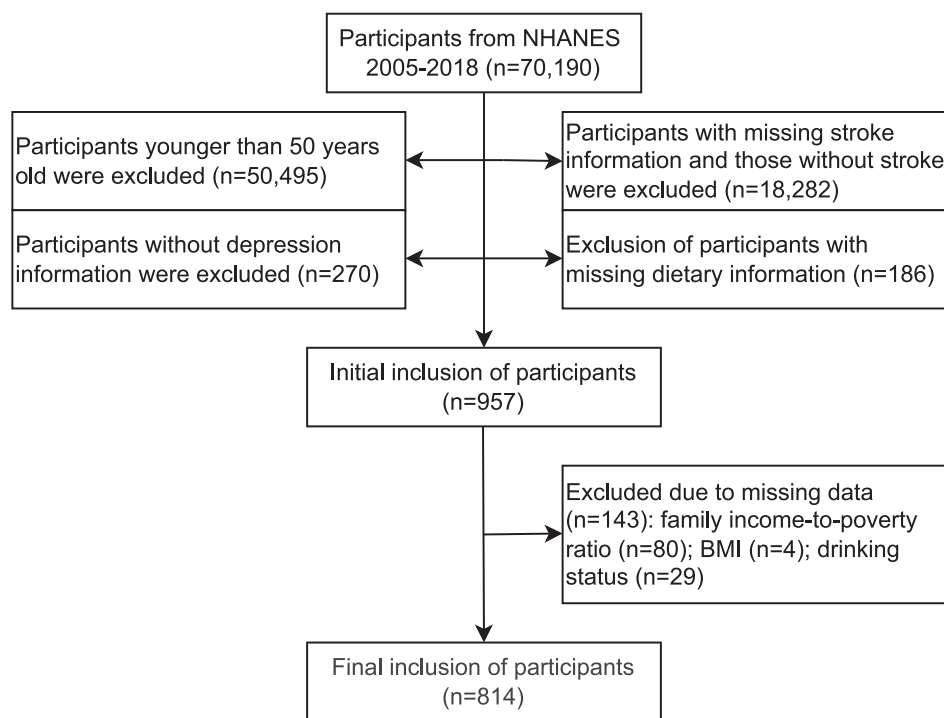 Participants from NHANES
2005-2018 (n=70,190)
Participants younger than 50 years
old were excluded (n=50,495)
Participants with missing stroke
information and those without stroke
were excluded (n=18,282)
Participants without depression
information were excluded (n=270)
Exclusion of participants with
missing dietary information (n=186)
Initial inclusion of participants
(n=957)
Excluded due to missing data
(n=143): family income-to-poverty
ratio (n=80); BMI (n=4); drinking
status (n=29)
Final inclusion of participants
(n=814)